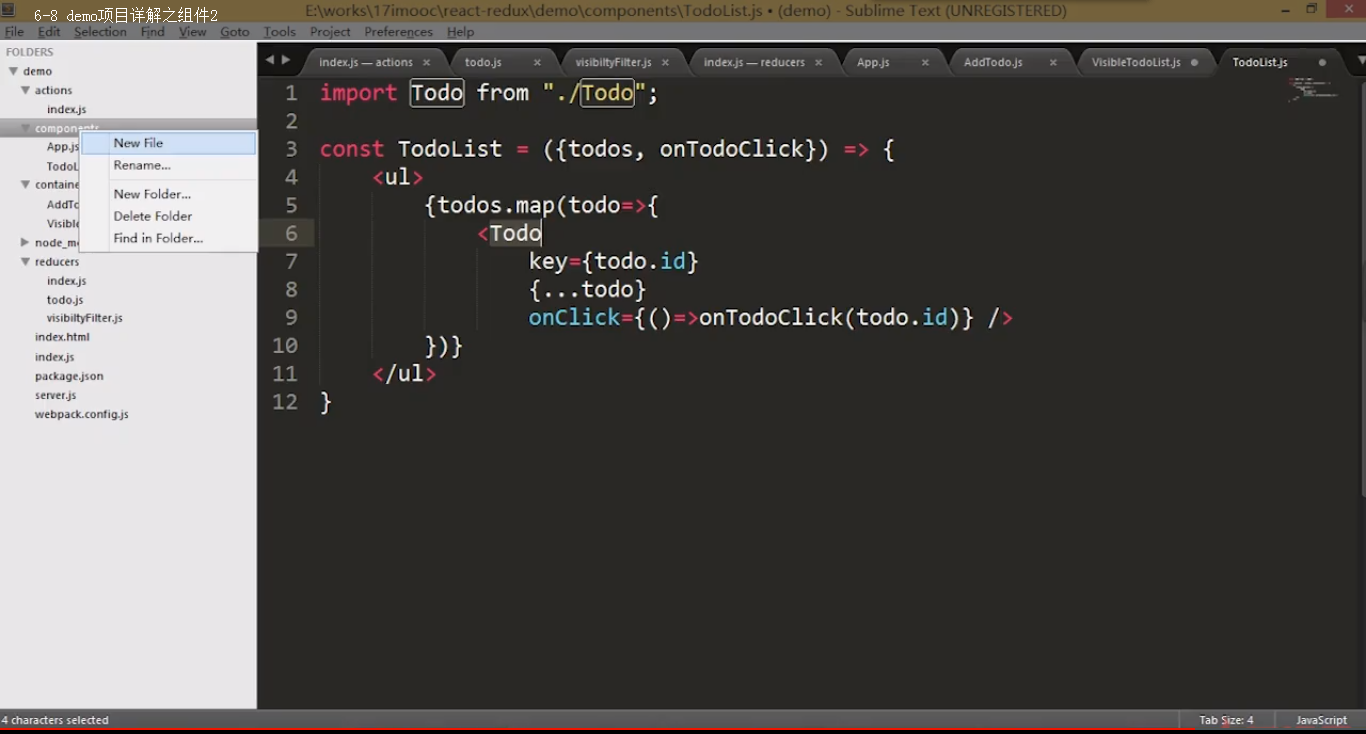 6-8 demo项目详解之组件2
E:\works\17imooc\react-redux\demo\components\TodoList.js • (demo) - Sublime Text (UNREGISTERED)
File Edit Selection Find View Goto Tools Project Preferences Help
FOLDERS
demo
actions
index.js
components
App.js
TodoL
containe
AddTo
Visible
node_mo
reducers
index.js
todo.js
visibiltyFilter.js
index.html
index.js
package.json
server.js
webpack.config.js
New File
Rename...
New Folder...
Delete Folder
Find in Folder...
index.js — actions × todo.js × visibiltyFilter.js × index.js — reducers × App.js × AddTodo.js × VisibleTodoList.js TodoList.js
1 import Todo from "./Todo";
2
3 const TodoList = ({todos, onTodoClick}) => {
4 <ul>
5 {todos.map(todo=>{
6 <Todo
7 key={todo.id}
8 {...todo}
9 onClick={()=>onTodoClick(todo.id)} />
10 })}
11 </ul>
12 }
4 characters selected
Tab Size: 4
JavaScript